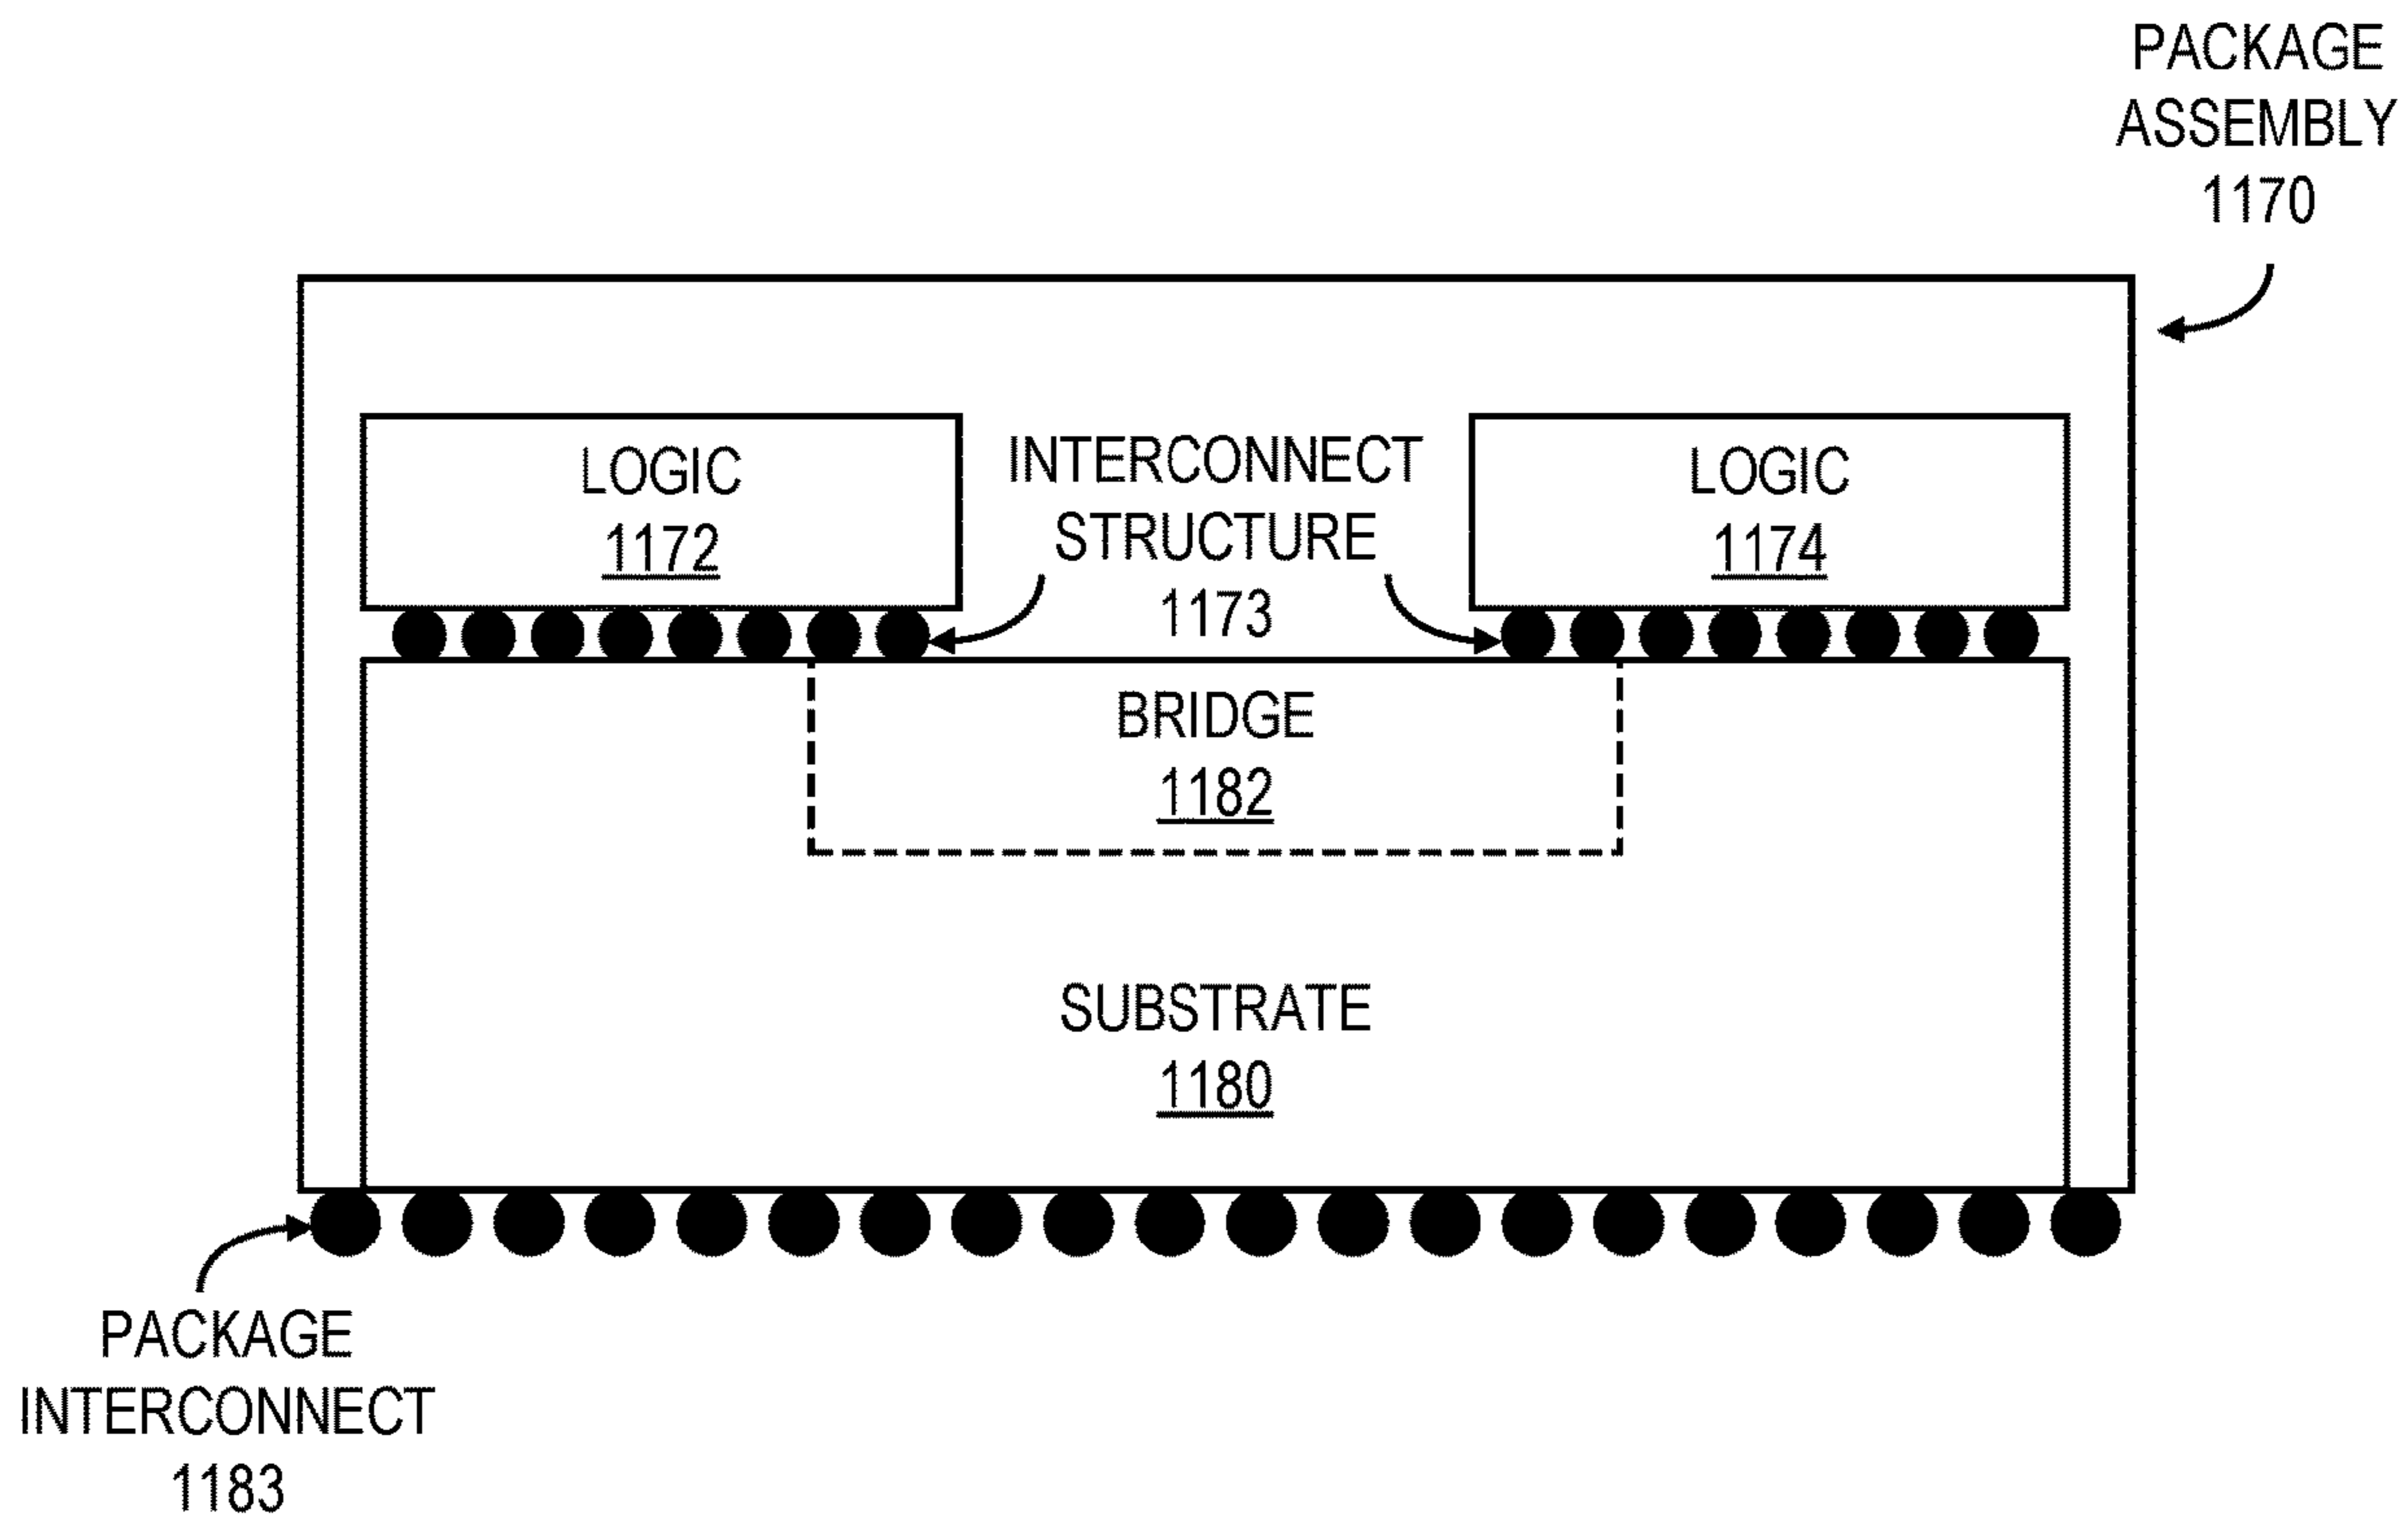 PACKAGE
ASSEMBLY
1170
LOGIC
1172
INTERCONNECT
STRUCTURE
1173
LOGIC
1174
BRIDGE
1182
SUBSTRATE
1180
PACKAGE
INTERCONNECT
1183